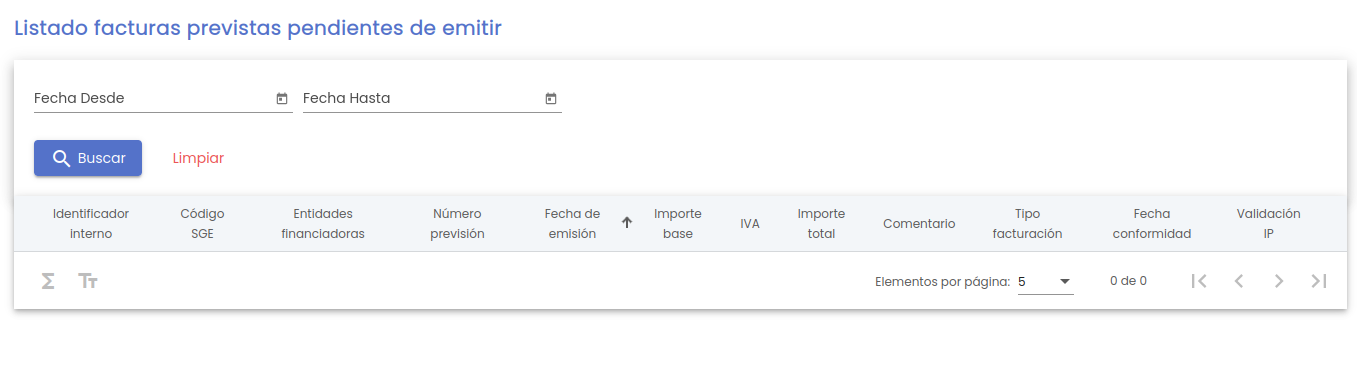 Listado facturas previstas pendientes de emitir
Fecha Desde Fecha Hasta
Buscar Limpiar
Identificador interno Código SGE Entidades financiadoras Número previsión Fecha de emisión Importe base IVA Importe total Comentario Tipo facturación Fecha conformidad Validación IP
Elementos por página: 5 0 de 0